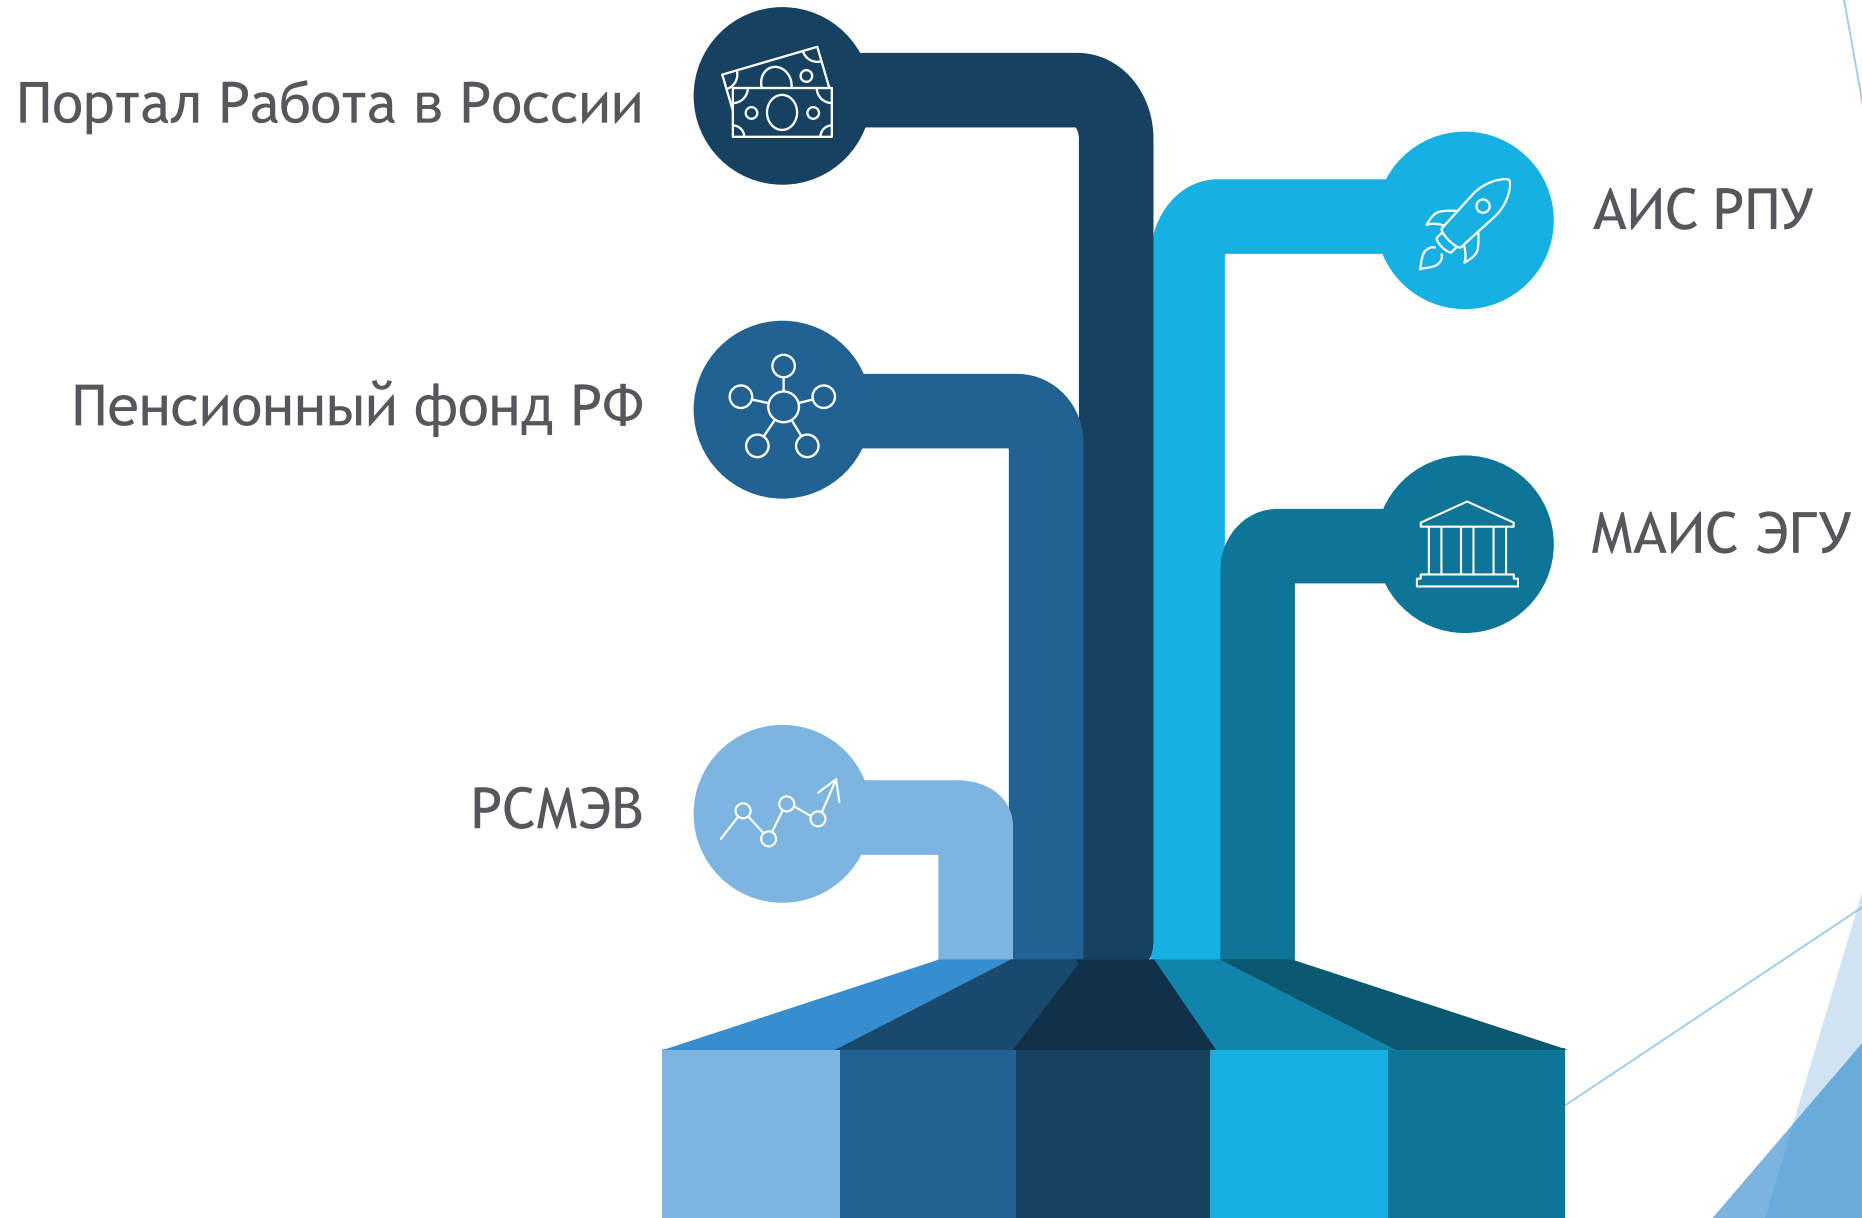 Портал Работа в России
АИС РПУ
Пенсионный фонд РФ
МАИС ЭГУ
РСМЭВ